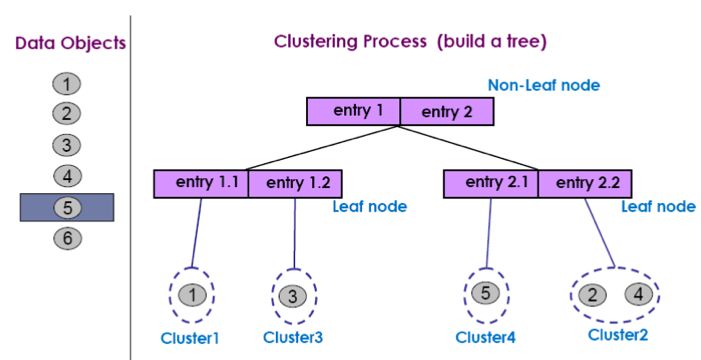 Data Objects
1
2
3
4
5
6
Clustering Process (build a tree)
Non-Leaf node
entry 1 entry 2
entry 1.1 entry 1.2
Leaf node
entry 2.1 entry 2.2
Leaf node
1
Cluster1
3
Cluster3
5
Cluster4
2 4
Cluster2